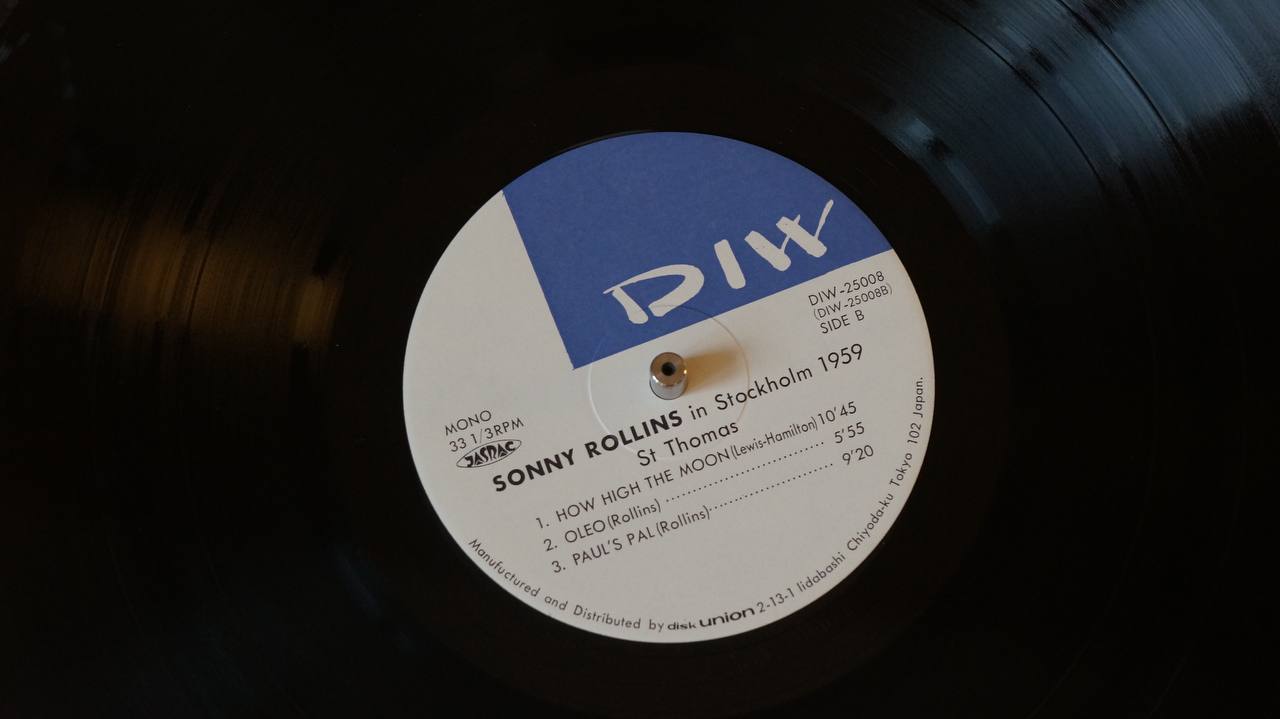 DIW
DIW-25008
(DIW-25008B)
SIDE B
MONO
33 1/3RPM
JASRAC
SONNY ROLLINS in Stockholm 1959
St Thomas
1. HOW HIGH THE MOON(Lewis-Hamilton)10'45
2. OLEO(Rollins) ........................... 5'55
3. PAUL'S PAL(Rollins)..................... 9'20
Manufuctured and Distributed by disk union 2-13-1 Iidabashi Chiyoda-ku Tokyo 102 Japan.